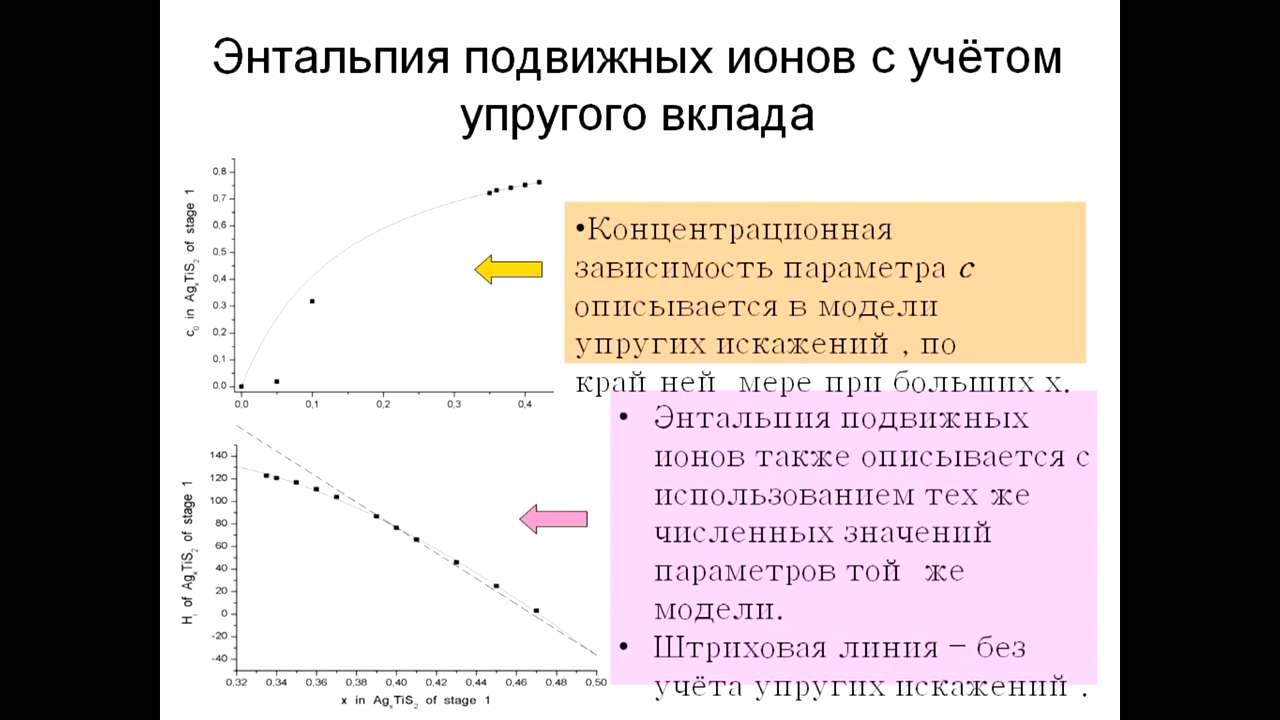 Энтальпия подвижных ионов с учётом
упругого вклада
c₀ in AgₓTiS₂ of stage 1
0,8
0,7
0,6
0,5
0,4
0,3
0,2
0,1
0,0
0,0 0,1 0,2 0,3 0,4
•Концентрационная
зависимость параметра c
описывается в модели
упругих искажений , по
край ней мере при больших x.
Hᵢ of AgₓTiS₂ of stage 1
140
120
100
80
60
40
20
0
-20
-40
0,32 0,34 0,36 0,38 0,40 0,42 0,44 0,46 0,48 0,50
x in AgₓTiS₂ of stage 1
• Энтальпия подвижных
ионов также описывается с
использованием тех же
численных значений
параметров той же
модели.
• Штриховая линия – без
учёта упругих искажений .